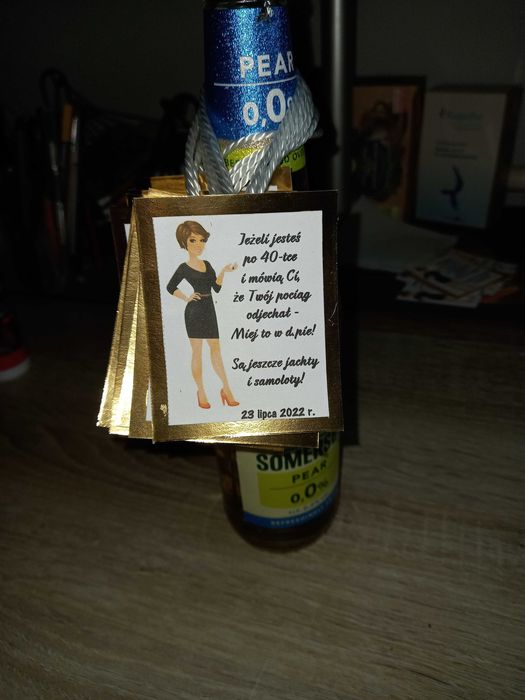 PEAR
0,0%
Jeżeli jesteś
po 40-tce
i mówią Ci,
że Twój pociąg
odjechał -
Miej to w d.pie!
Są jeszcze jachty
i samoloty!
23 lipca 2022 r.
PEAR
0,0%